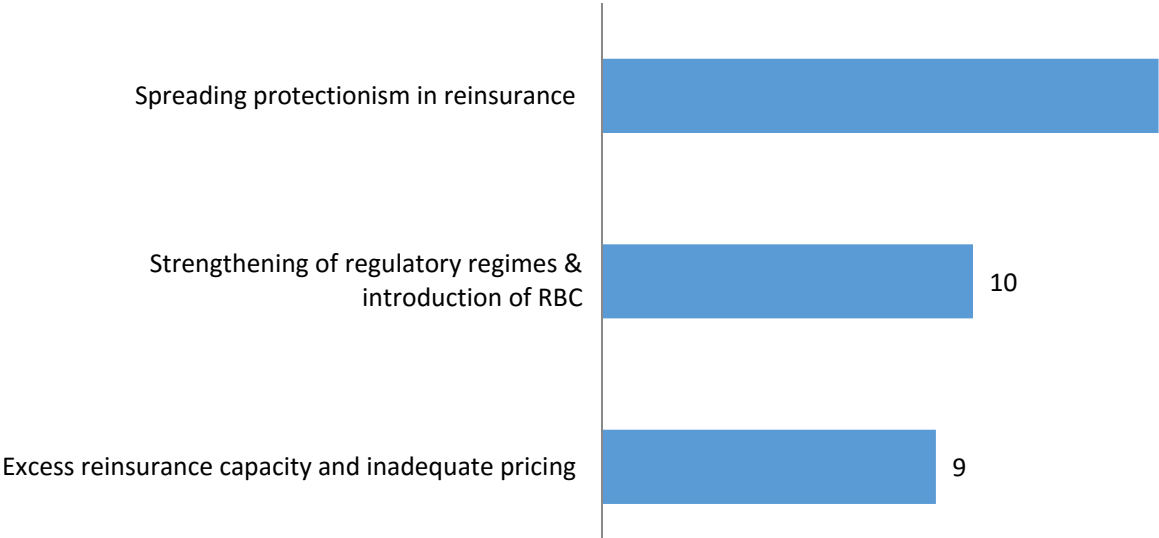 Spreading protectionism in reinsurance
Strengthening of regulatory regimes &
introduction of RBC
10
Excess reinsurance capacity and inadequate pricing
9